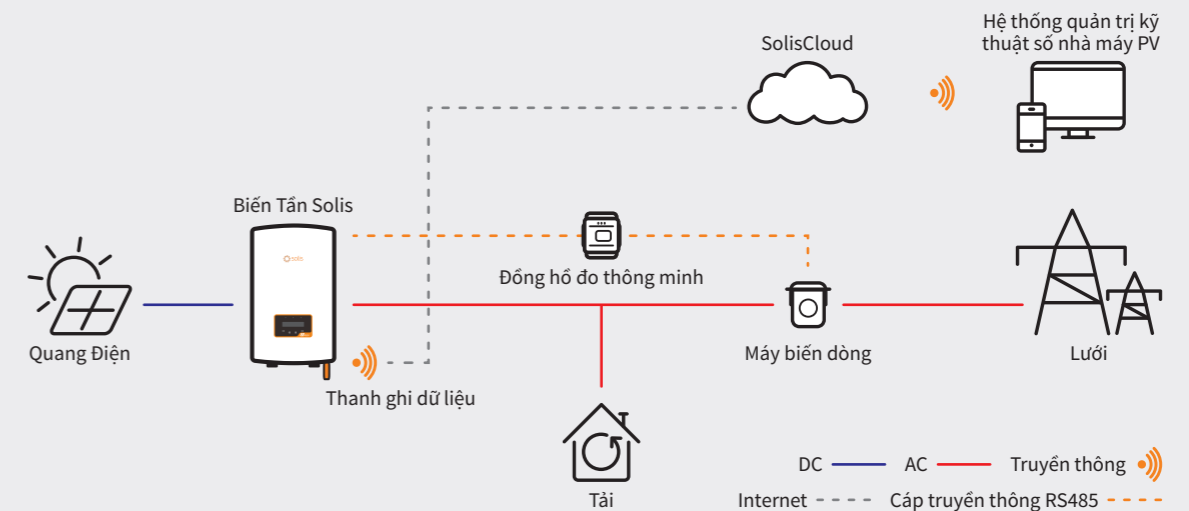 Hệ thống quản trị kỹ
thuật số nhà máy PV
SolisCloud
Biến Tần Solis
solis
Đồng hồ đo thông minh
Quang Điện
Máy biến dòng
Lưới
Thanh ghi dữ liệu
Tải
DC
AC
Truyền thông
Internet
Cáp truyền thông RS485